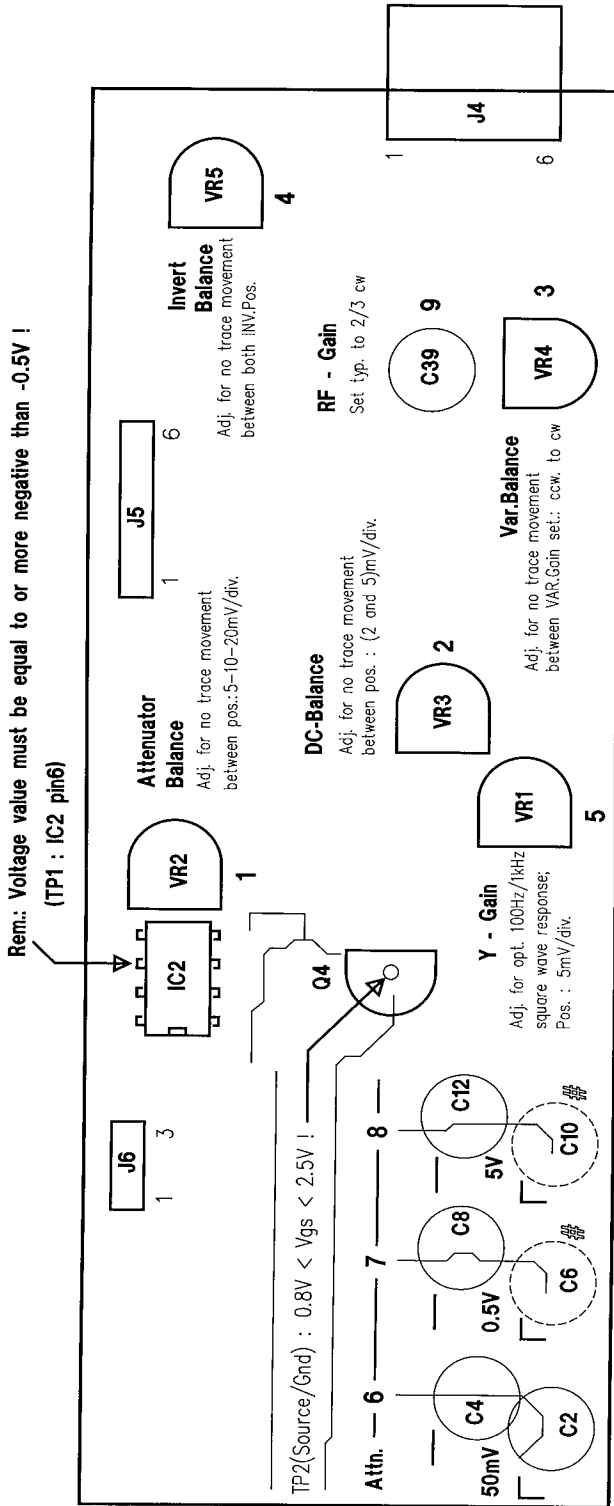 Rem.: Voltage value must be equal to or more negative than -0.5V !
(TP1 : IC2 pin6)
J6
1
3
IC2
VR2
1
Attenuator
Balance
Adj. for no trace movement
between pos.:5-10-20mV/div.
J5
1
6
Invert
Balance
Adj. for no trace movement
between both INV.Pos.
VR5
4
TP2(Source/Gnd) : 0.8V < Vgs < 2.5V !
Q4
DC-Balance
Adj. for no trace movement
between pos. : (2 and 5)mV/div.
VR3
2
RF - Gain
Set typ. to 2/3 cw
C39
9
J4
1
6
Attn.
6
7
8
C4
C8
C12
50mV
0.5V
5V
C2
C6
#
C10
#
Y - Gain
Adj. for opt. 100Hz/1kHz
square wave response;
Pos. : 5mV/div.
VR1
5
Var.Balance
Adj. for no trace movement
between VAR.Gain set.: ccw. to cw
VR4
3